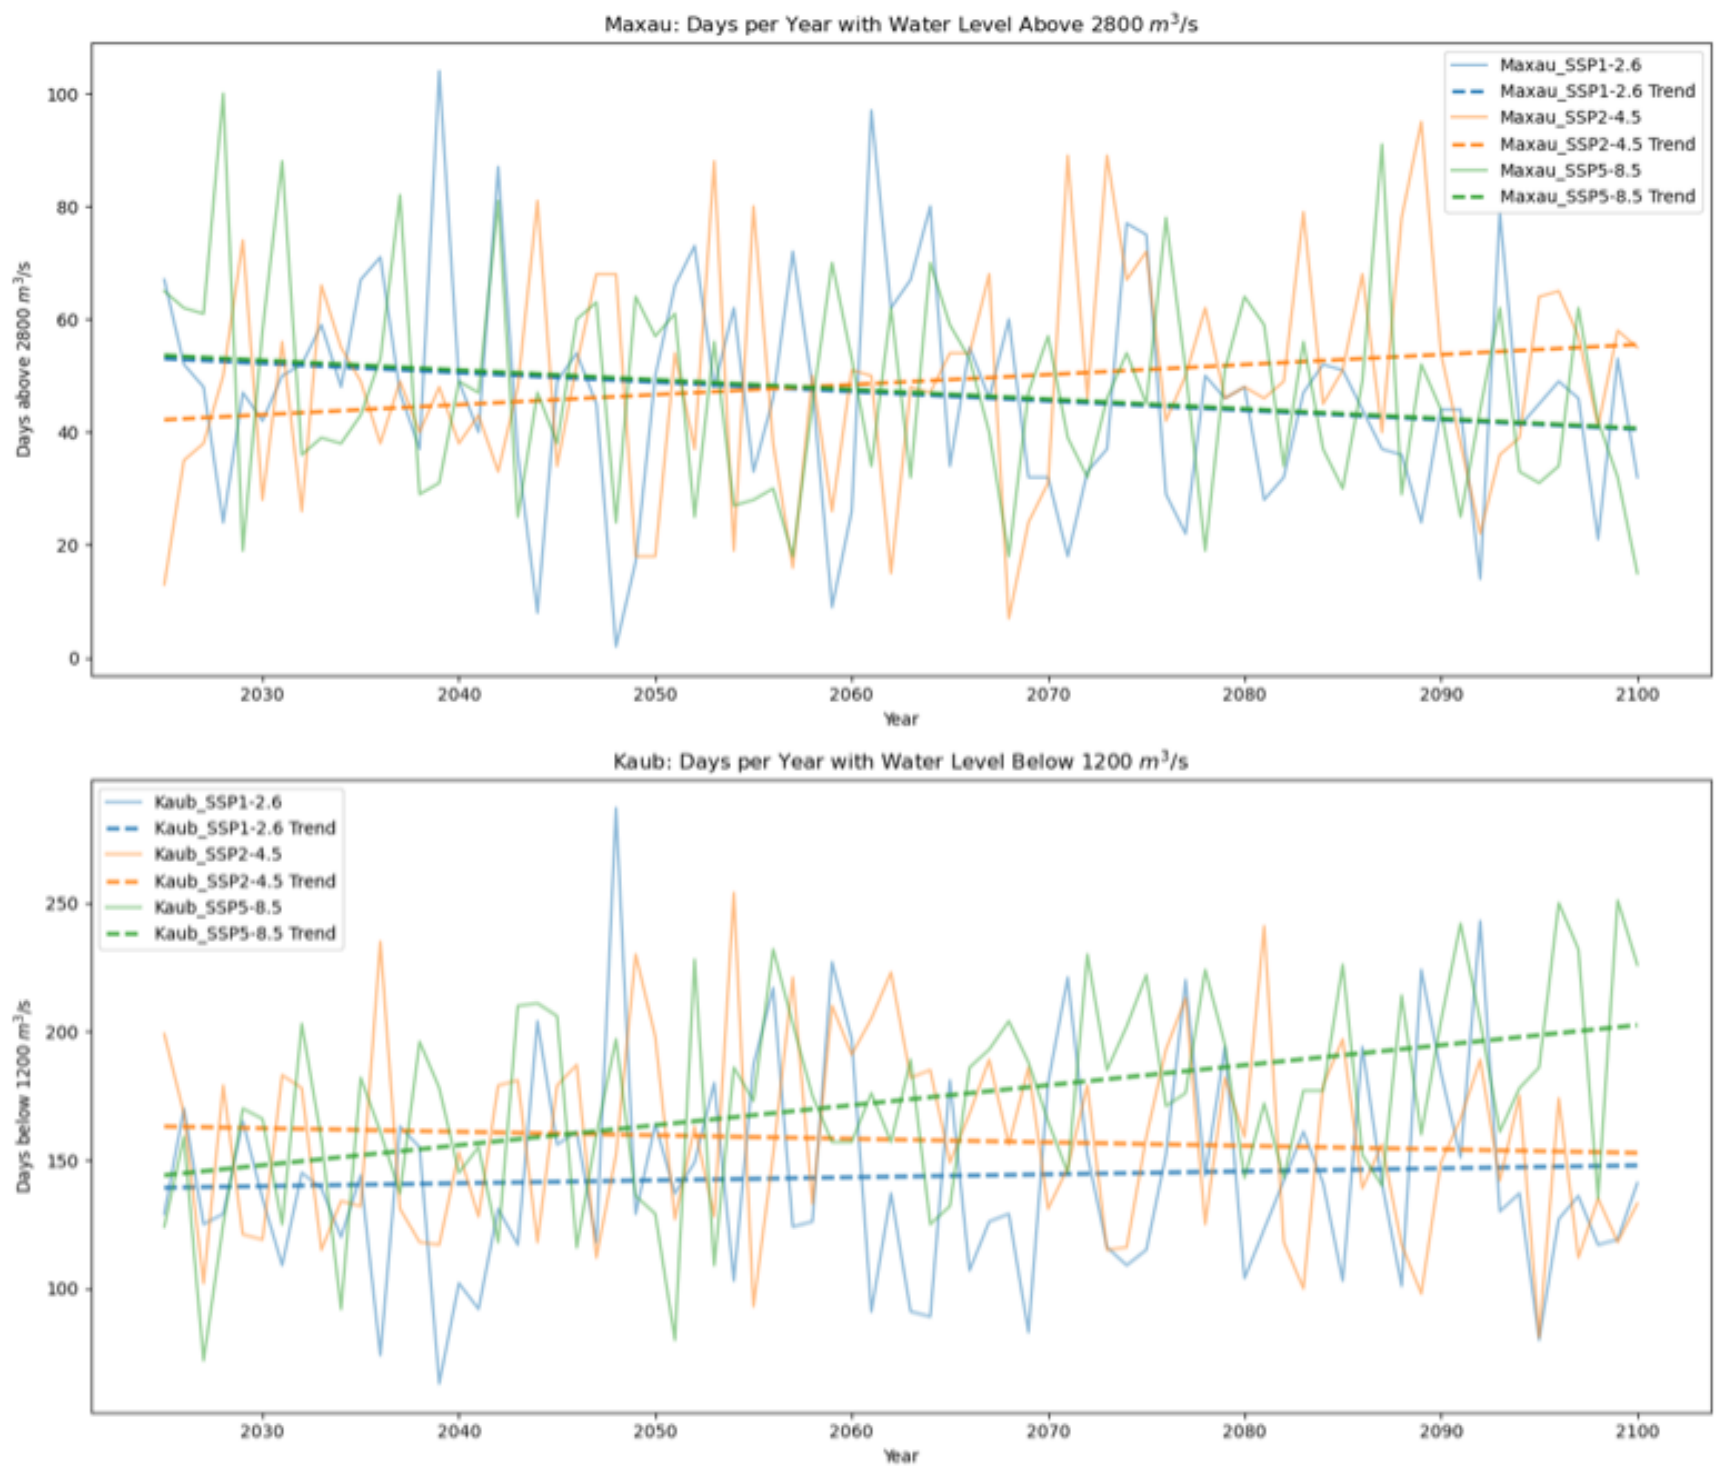 Maxau: Days per Year with Water Level Above 2800 m³/s
Maxau_SSP1-2.6
Maxau_SSP1-2.6 Trend
Maxau_SSP2-4.5
Maxau_SSP2-4.5 Trend
Maxau_SSP5-8.5
Maxau_SSP5-8.5 Trend
Days above 2800 m³/s
100
80
60
40
20
0
2030 2040 2050 2060 2070 2080 2090 2100
Year
Kaub: Days per Year with Water Level Below 1200 m³/s
Kaub_SSP1-2.6
Kaub_SSP1-2.6 Trend
Kaub_SSP2-4.5
Kaub_SSP2-4.5 Trend
Kaub_SSP5-8.5
Kaub_SSP5-8.5 Trend
Days below 1200 m³/s
250
200
150
100
2030 2040 2050 2060 2070 2080 2090 2100
Year